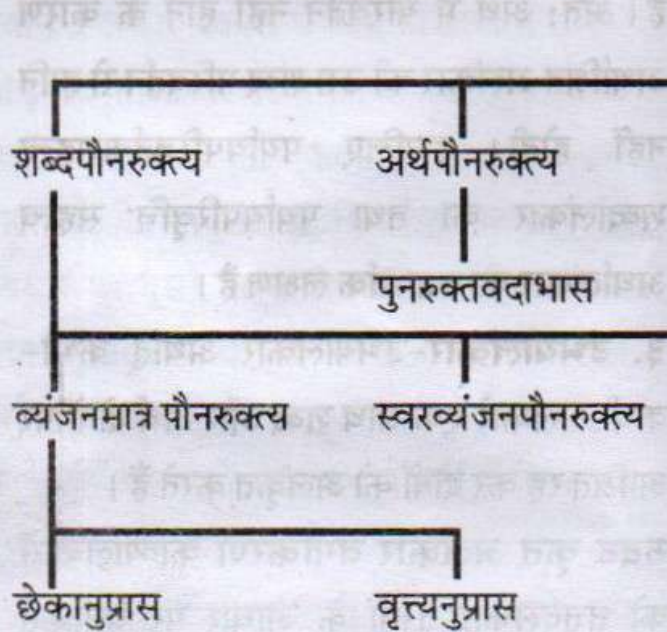 शब्दपौनरुक्त्य अर्थपौनरुक्त्य
पुनरुक्तवदाभास
व्यंजनमात्र पौनरुक्त्य स्वरव्यंजनपौनरुक्त्य
छेकानुप्रास वृत्त्यनुप्रास